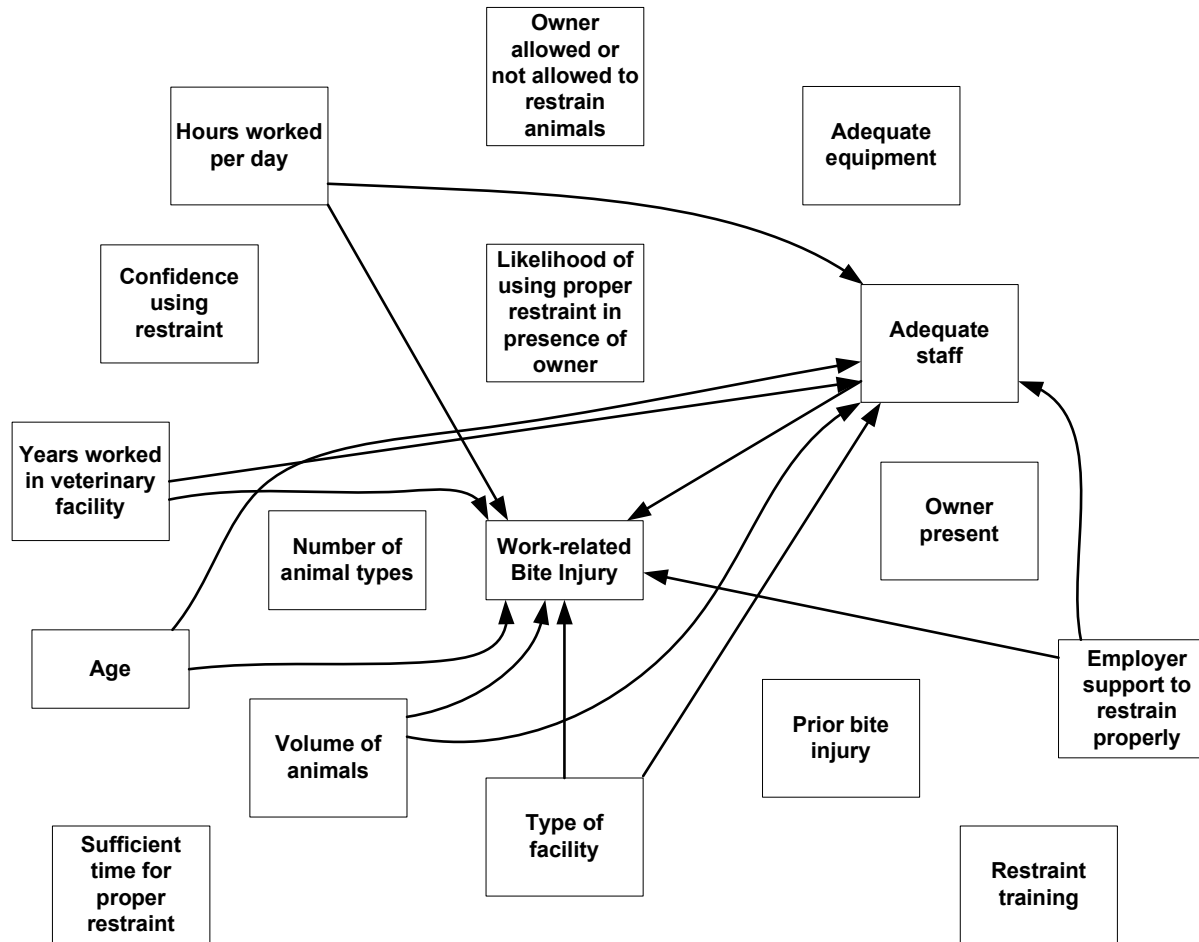 Owner
allowed or
not allowed to
restrain
animals
Hours worked
per day
Adequate
equipment
Confidence
using
restraint
Likelihood of
using proper
restraint in
presence of
owner
Adequate
staff
Years worked
in veterinary
facility
Number of
animal types
Work-related
Bite Injury
Owner
present
Age
Employer
support to
restrain
properly
Volume of
animals
Prior bite
injury
Type of
facility
Sufficient
time for
proper
restraint
Restraint
training